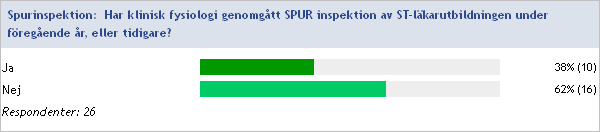 Spurinspektion: Har klinisk fysiologi genomgått SPUR inspektion av ST-läkarutbildningen under
föregående år, eller tidigare?
Ja 38% (10)
Nej 62% (16)
Respondenter: 26